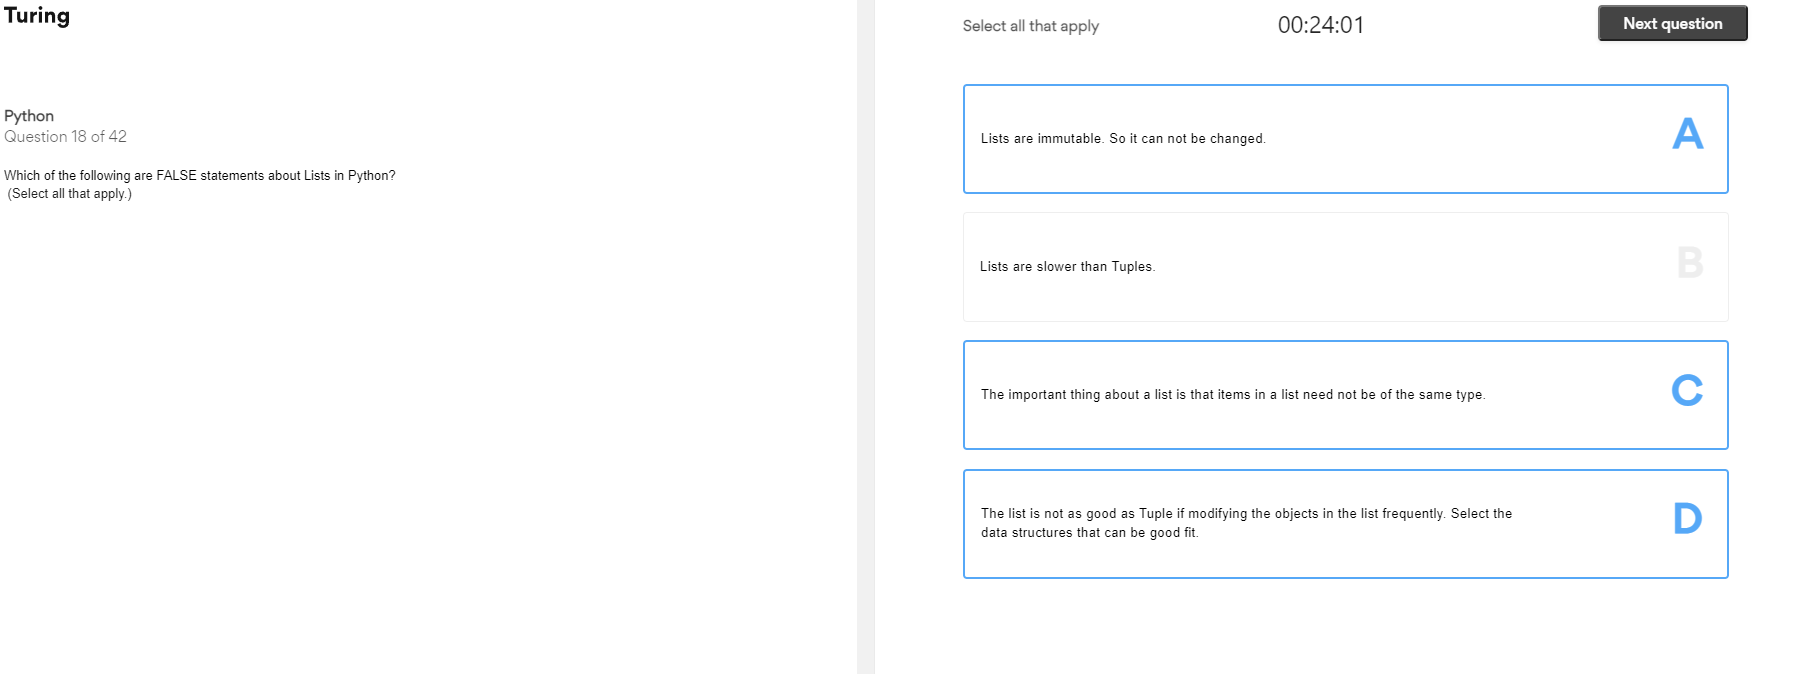 Turing
Python
Question 18 of 42
Which of the following are FALSE statements about Lists in Python?
(Select all that apply.)
Select all that apply
00:24:01
Next question
Lists are immutable. So it can not be changed.
A
Lists are slower than Tuples.
B
The important thing about a list is that items in a list need not be of the same type.
C
The list is not as good as Tuple if modifying the objects in the list frequently. Select the
data structures that can be good fit.
D